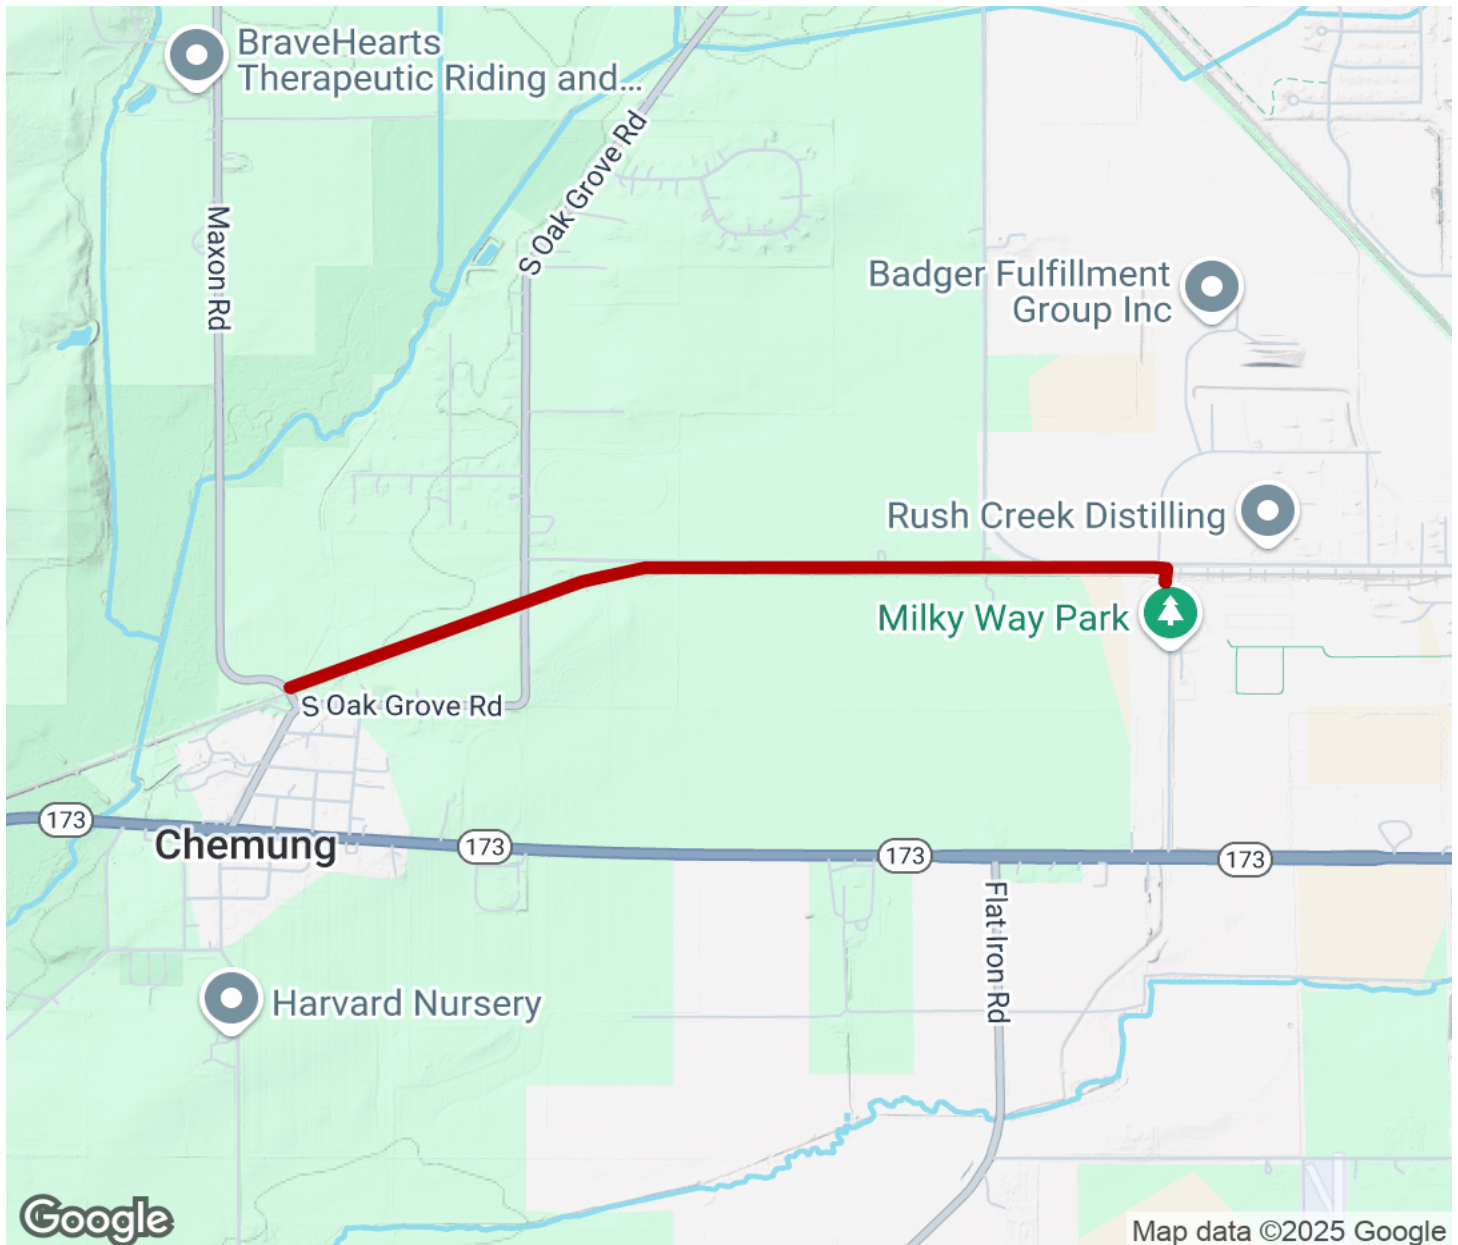 BraveHearts
Therapeutic Riding and...
S Oak Grove Rd
Maxon Rd
Badger Fulfillment
Group Inc
Rush Creek Distilling
Milky Way Park
S Oak Grove Rd
173
Chemung
173
173
173
Flat Iron Rd
Harvard Nursery
Google
Map data ©2025 Google